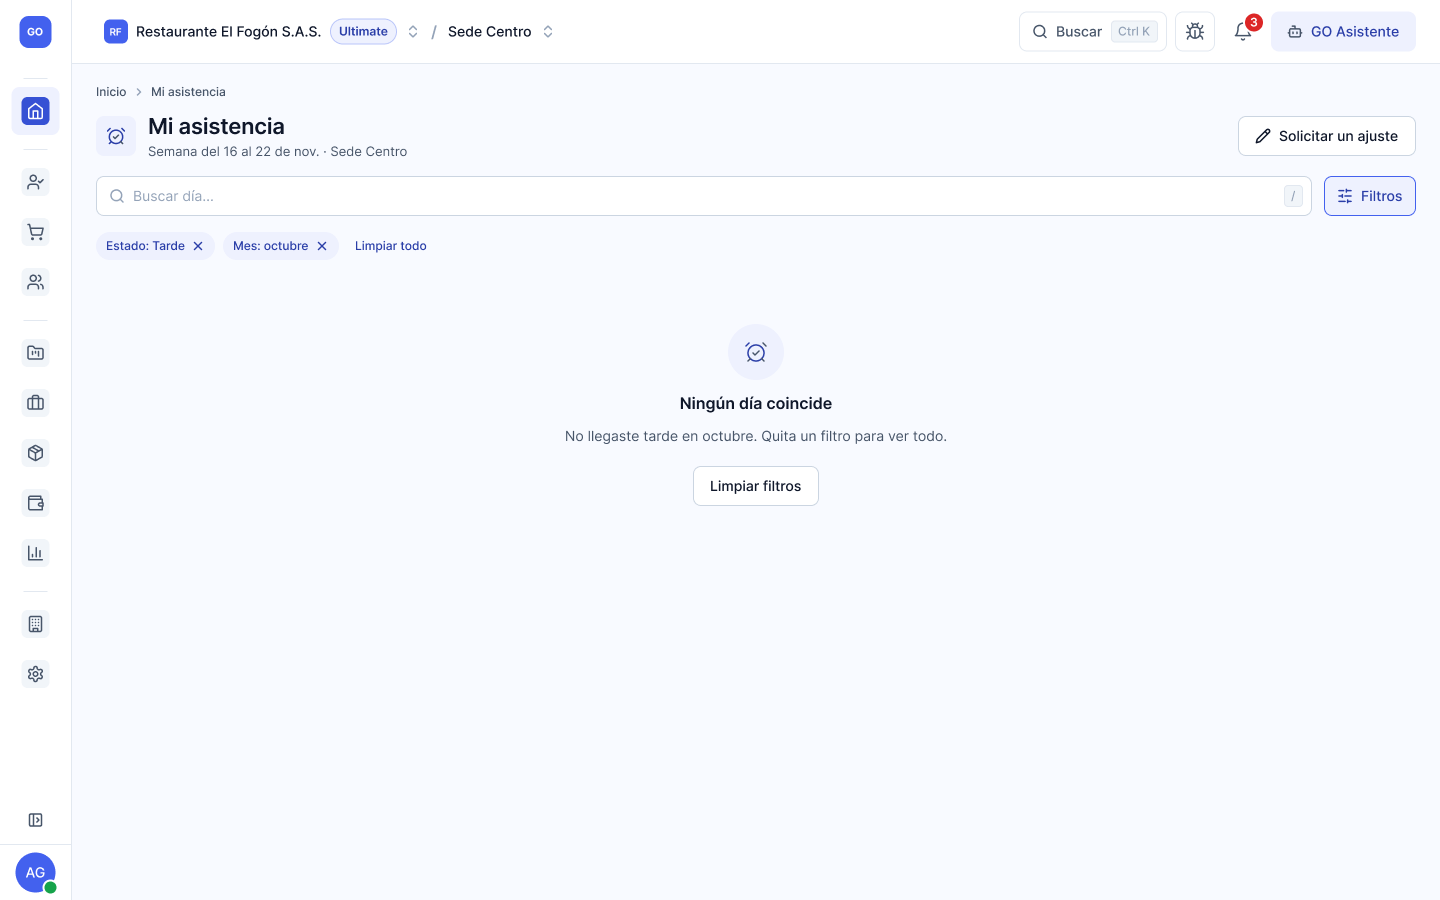 GO
RF Restaurante El Fogón S.A.S. Ultimate / Sede Centro
Buscar Ctrl K
3
GO Asistente
Inicio > Mi asistencia
Mi asistencia
Semana del 16 al 22 de nov. · Sede Centro
Solicitar un ajuste
Buscar día... /
Filtros
Estado: Tarde
Mes: octubre
Limpiar todo
Ningún día coincide
No llegaste tarde en octubre. Quita un filtro para ver todo.
Limpiar filtros
AG